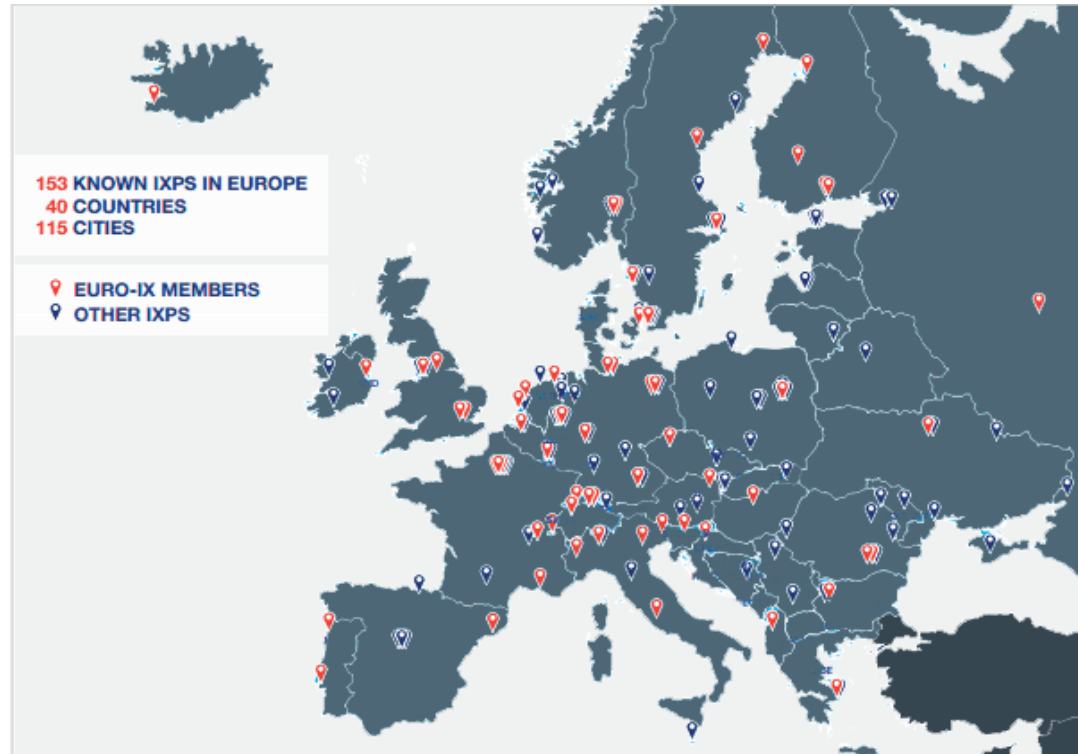 153 KNOWN IXPS IN EUROPE
40 COUNTRIES
115 CITIES
EURO-IX MEMBERS
OTHER IXPS